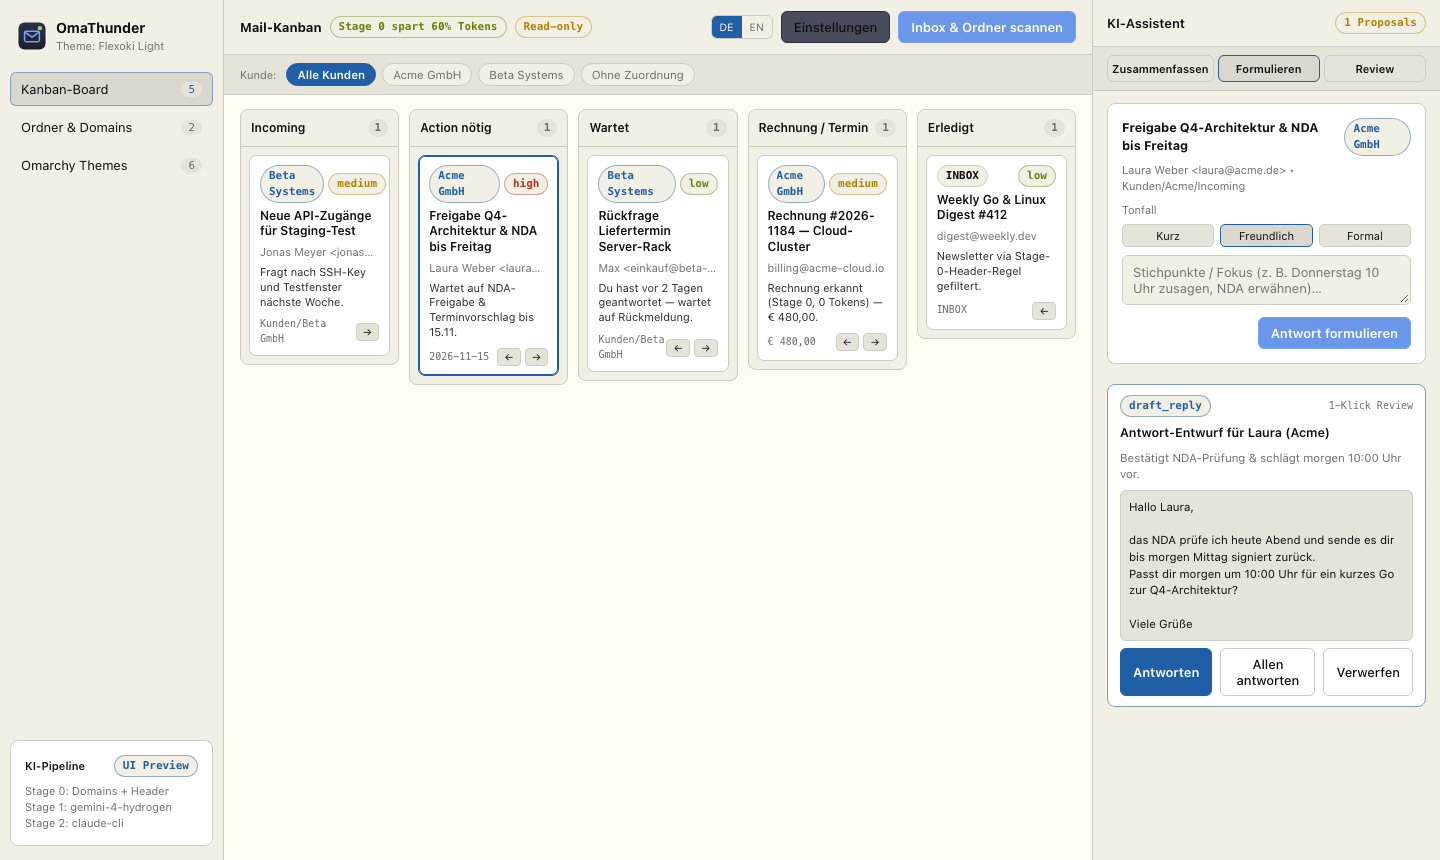 OmaThunder
Theme: Flexoki Light
Kanban-Board 5
Ordner & Domains 2
Omarchy Themes 6
KI-Pipeline UI Preview
Stage 0: Domains + Header
Stage 1: gemini-4-hydrogen
Stage 2: claude-cli
Mail-Kanban Stage 0 spart 60% Tokens Read-only DE EN Einstellungen Inbox & Ordner scannen
Kunde: Alle Kunden Acme GmbH Beta Systems Ohne Zuordnung
Incoming 1
Beta
Systems
medium
Neue API-Zugänge
für Staging-Test
Jonas Meyer <jonas...
Fragt nach SSH-Key
und Testfenster
nächste Woche.
Kunden/Beta
GmbH
→
Action nötig 1
Acme
GmbH
high
Freigabe Q4-
Architektur & NDA
bis Freitag
Laura Weber <laura...
Wartet auf NDA-
Freigabe &
Terminvorschlag bis
15.11.
2026-11-15 ← →
Wartet 1
Beta
Systems
low
Rückfrage
Liefertermin
Server-Rack
Max <einkauf@beta-...
Du hast vor 2 Tagen
geantwortet — wartet
auf Rückmeldung.
Kunden/Beta
GmbH
← →
Rechnung / Termin 1
Acme
GmbH
medium
Rechnung #2026-
1184 — Cloud-
Cluster
billing@acme-cloud.io
Rechnung erkannt
(Stage 0, 0 Tokens) —
€ 480,00.
€ 480,00 ← →
Erledigt 1
INBOX low
Weekly Go & Linux
Digest #412
digest@weekly.dev
Newsletter via Stage-
0-Header-Regel
gefiltert.
INBOX ←
KI-Assistent 1 Proposals
Zusammenfassen Formulieren Review
Freigabe Q4-Architektur & NDA
bis Freitag
Acme
GmbH
Laura Weber <laura@acme.de> •
Kunden/Acme/Incoming
Tonfall
Kurz Freundlich Formal
Stichpunkte / Fokus (z. B. Donnerstag 10
Uhr zusagen, NDA erwähnen)...
Antwort formulieren
draft_reply 1-Klick Review
Antwort-Entwurf für Laura (Acme)
Bestätigt NDA-Prüfung & schlägt morgen 10:00 Uhr
vor.
Hallo Laura,
das NDA prüfe ich heute Abend und sende es dir
bis morgen Mittag signiert zurück.
Passt dir morgen um 10:00 Uhr für ein kurzes Go
zur Q4-Architektur?
Viele Grüße
Antworten
Allen
antworten
Verwerfen